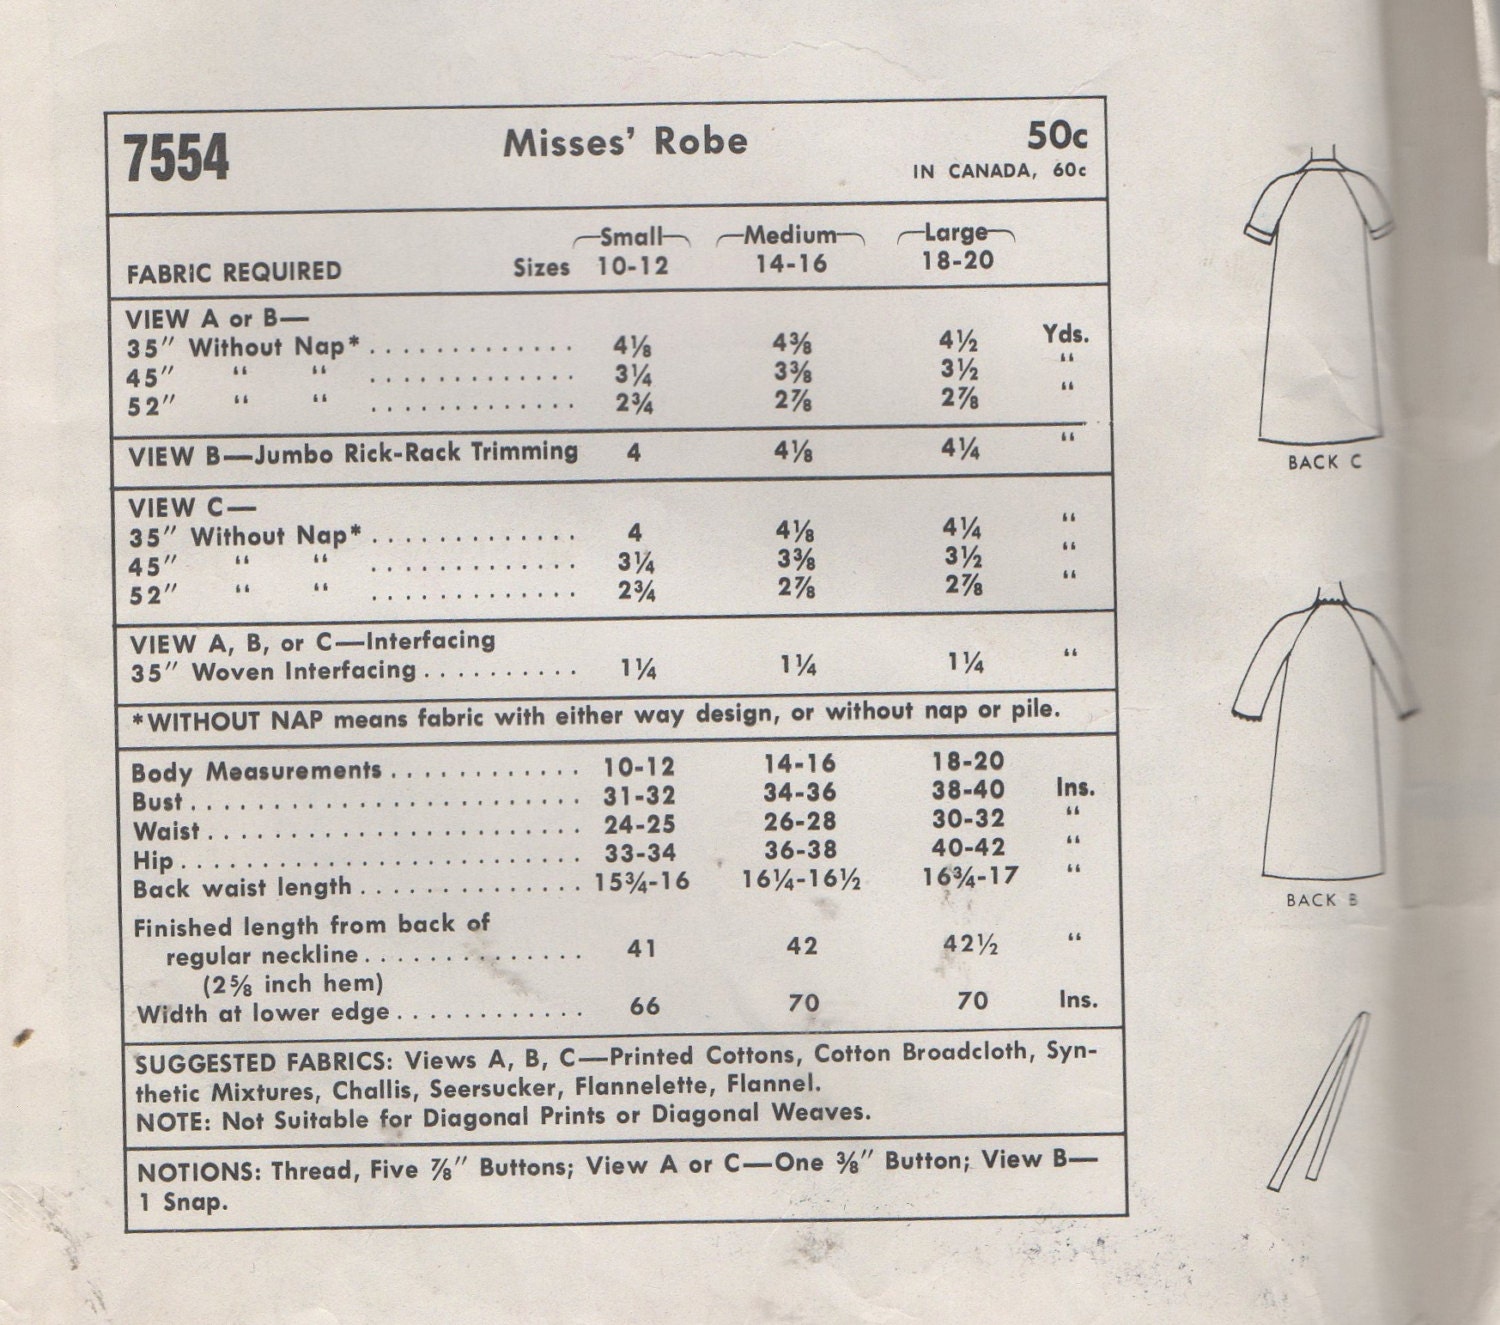 7554 Misses' Robe 50c
IN CANADA, 60c
Small Medium Large
FABRIC REQUIRED Sizes 10-12 14-16 18-20
VIEW A or B—
35″ Without Nap* . . . . . . . . . . . . . 4⅛ 4⅜ 4½ Yds.
45″ “ “ . . . . . . . . . . . . . 3¼ 3⅜ 3½ “
52″ “ “ . . . . . . . . . . . . . 2¾ 2⅞ 2⅞ “
VIEW B—Jumbo Rick-Rack Trimming 4 4⅛ 4¼ “
VIEW C—
35″ Without Nap* . . . . . . . . . . . . . 4 4⅛ 4¼ “
45″ “ “ . . . . . . . . . . . . . 3¼ 3⅜ 3½ “
52″ “ “ . . . . . . . . . . . . . 2¾ 2⅞ 2⅞ “
VIEW A, B, or C—Interfacing
35″ Woven Interfacing . . . . . . . . . . 1¼ 1¼ 1¼ “
*WITHOUT NAP means fabric with either way design, or without nap or pile.
Body Measurements . . . . . . . . . . . . 10-12 14-16 18-20
Bust . . . . . . . . . . . . . . . . . . . . . . . . 31-32 34-36 38-40 Ins.
Waist . . . . . . . . . . . . . . . . . . . . . . . 24-25 26-28 30-32 “
Hip . . . . . . . . . . . . . . . . . . . . . . . . . 33-34 36-38 40-42 “
Back waist length . . . . . . . . . . . . . . 15¾-16 16¼-16½ 16¾-17 “
Finished length from back of
regular neckline . . . . . . . . . . . . . . 41 42 42½ “
(2⅝ inch hem)
Width at lower edge . . . . . . . . . . . . 66 70 70 Ins.
SUGGESTED FABRICS: Views A, B, C—Printed Cottons, Cotton Broadcloth, Syn-
thetic Mixtures, Challis, Seersucker, Flannelette, Flannel.
NOTE: Not Suitable for Diagonal Prints or Diagonal Weaves.
NOTIONS: Thread, Five ⅞″ Buttons; View A or C—One ⅜″ Button; View B—
1 Snap.
BACK C
BACK B